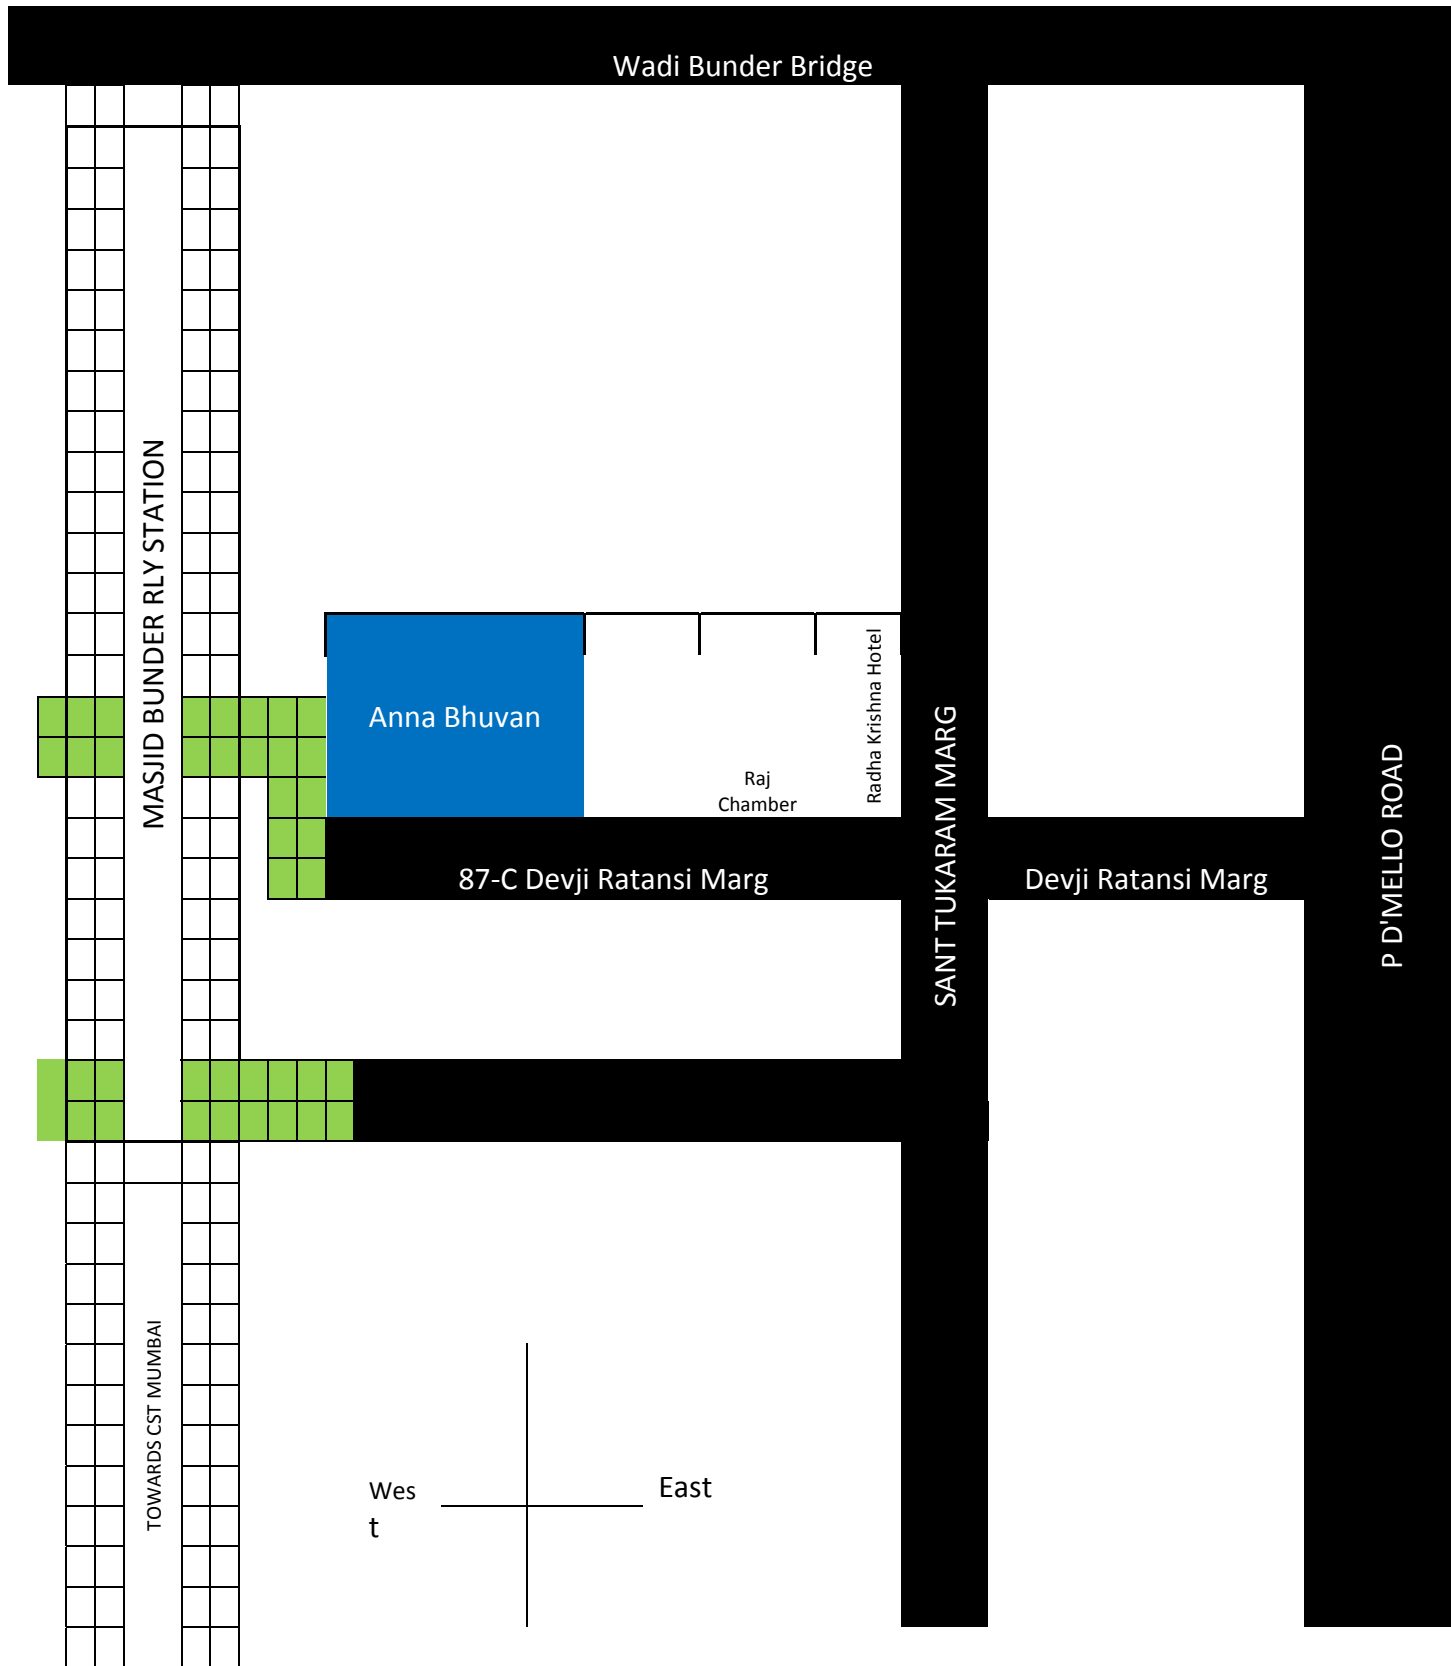 Wadi Bunder Bridge
MASJID BUNDER RLY STATION
Anna Bhuvan
Raj
Chamber
Radha Krishna Hotel
SANT TUKARAM MARG
P D'MELLO ROAD
87-C Devji Ratansi Marg
Devji Ratansi Marg
TOWARDS CST MUMBAI
Wes
t
East